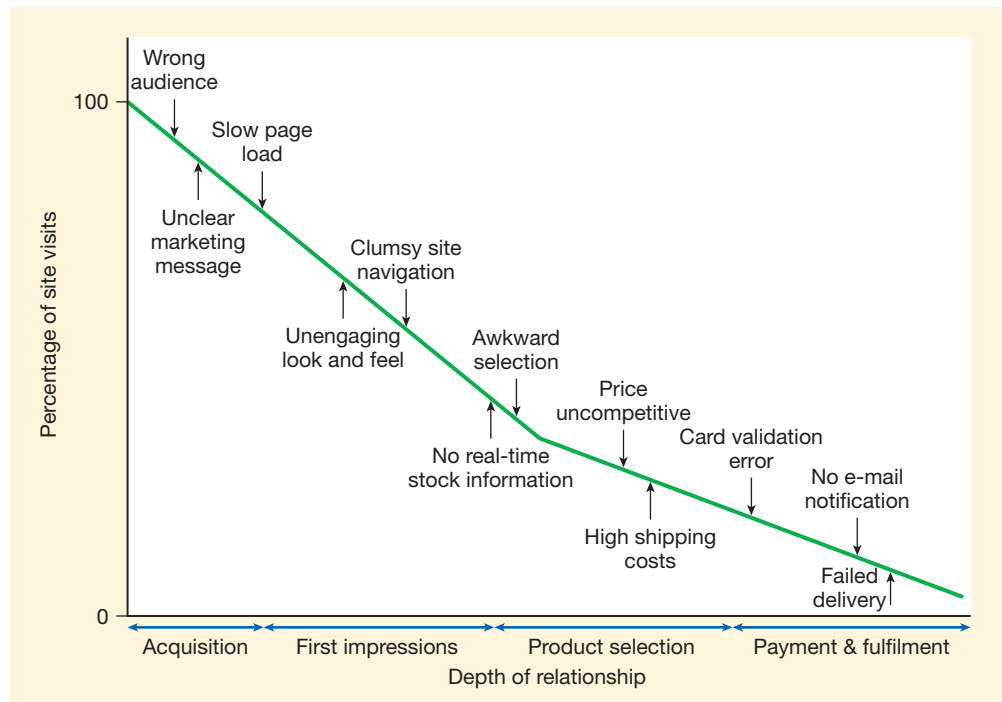 Wrong
audience
100
Slow page
load
Unclear
marketing
message
Clumsy site
navigation
Unengaging
look and feel
Awkward
selection
No real-time
stock information
Price
uncompetitive
High shipping
costs
Card validation
error
No e-mail
notification
Failed
delivery
Percentage of site visits
0
Acquisition
First impressions
Product selection
Payment & fulfilment
Depth of relationship